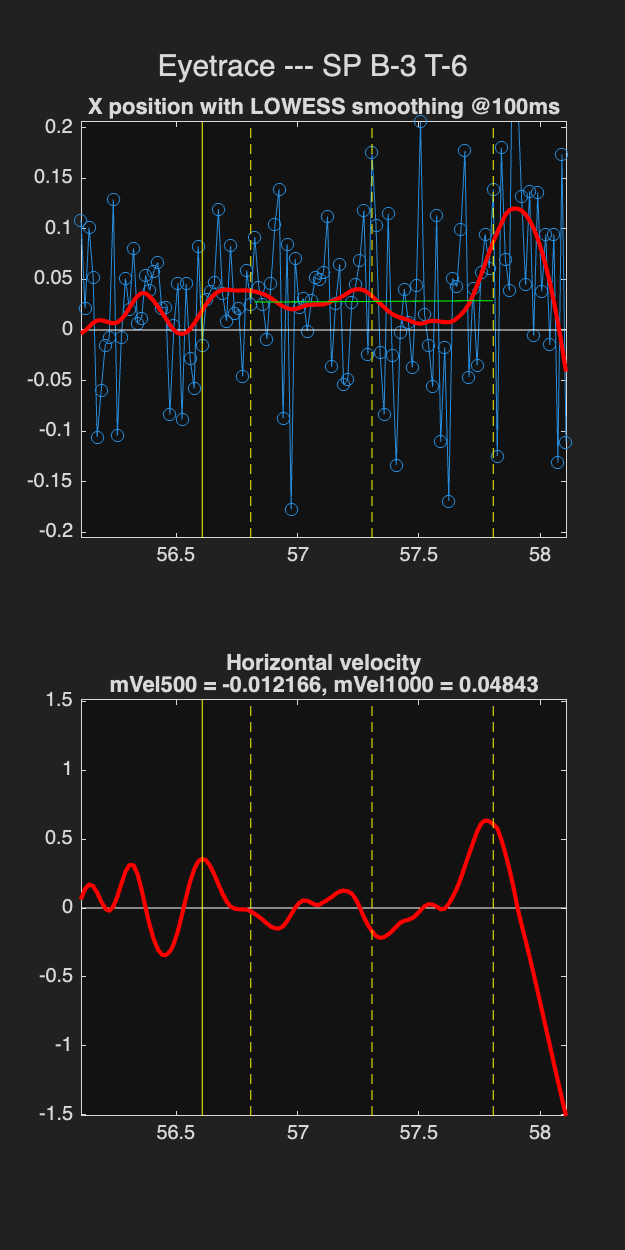 Eyetrace --- SP B-3 T-6
X position with LOWESS smoothing @100ms
0.2
0.15
0.1
0.05
0
-0.05
-0.1
-0.15
-0.2
56.5 57 57.5 58
Horizontal velocity
mVel500 = -0.012166, mVel1000 = 0.04843
1.5
1
0.5
0
-0.5
-1
-1.5
56.5 57 57.5 58